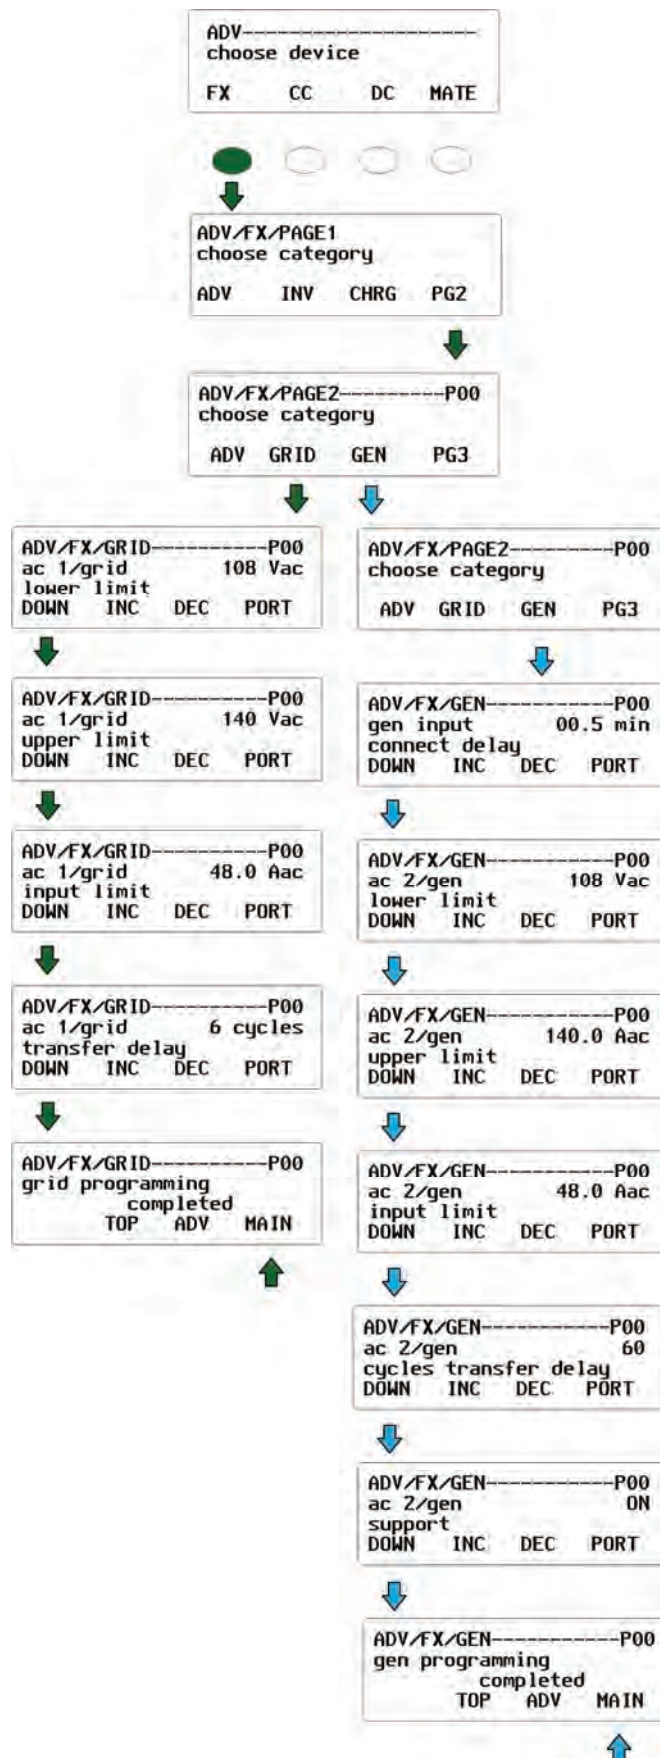 ADV---------------------
choose device
FX CC DC MATE
ADV/FX/PAGE1
choose category
ADV INV CHRG PG2
ADV/FX/PAGE2-----------P00
choose category
ADV GRID GEN PG3
ADV/FX/GRID------------P00
ac 1/grid 108 Vac
lower limit
DOWN INC DEC PORT
ADV/FX/GRID------------P00
ac 1/grid 140 Vac
upper limit
DOWN INC DEC PORT
ADV/FX/GRID------------P00
ac 1/grid 48.0 Aac
input limit
DOWN INC DEC PORT
ADV/FX/GRID------------P00
ac 1/grid 6 cycles
transfer delay
DOWN INC DEC PORT
ADV/FX/GRID------------P00
grid programming
completed
TOP ADV MAIN
ADV/FX/PAGE2-----------P00
choose category
ADV GRID GEN PG3
ADV/FX/GEN-------------P00
gen input 00.5 min
connect delay
DOWN INC DEC PORT
ADV/FX/GEN-------------P00
ac 2/gen 108 Vac
lower limit
DOWN INC DEC PORT
ADV/FX/GEN-------------P00
ac 2/gen 140.0 Aac
upper limit
DOWN INC DEC PORT
ADV/FX/GEN-------------P00
ac 2/gen 48.0 Aac
input limit
DOWN INC DEC PORT
ADV/FX/GEN-------------P00
ac 2/gen 60
cycles transfer delay
DOWN INC DEC PORT
ADV/FX/GEN-------------P00
ac 2/gen ON
support
DOWN INC DEC PORT
ADV/FX/GEN-------------P00
gen programming
completed
TOP ADV MAIN